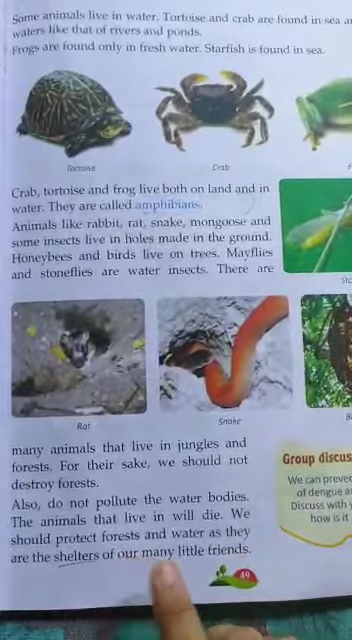 Some animals live in water. Tortoise and crab are found in sea
waters like that of rivers and ponds.
Frogs are found only in fresh water. Starfish is found in sea.
Tortoise
Crab
Crab, tortoise and frog live both on land and in
water. They are called amphibians.
Animals like rabbit, rat, snake, mongoose and
some insects live in holes made in the ground.
Honeybees and birds live on trees. Mayflies
and stoneflies are water insects. There are
Rat
Snake
many animals that live in jungles and
forests. For their sake, we should not
destroy forests.
Also, do not pollute the water bodies.
The animals that live in will die. We
should protect forests and water as they
are the shelters of our many little friends.
Group discus
We can preve
of dengue a
Discuss with
how is it
49